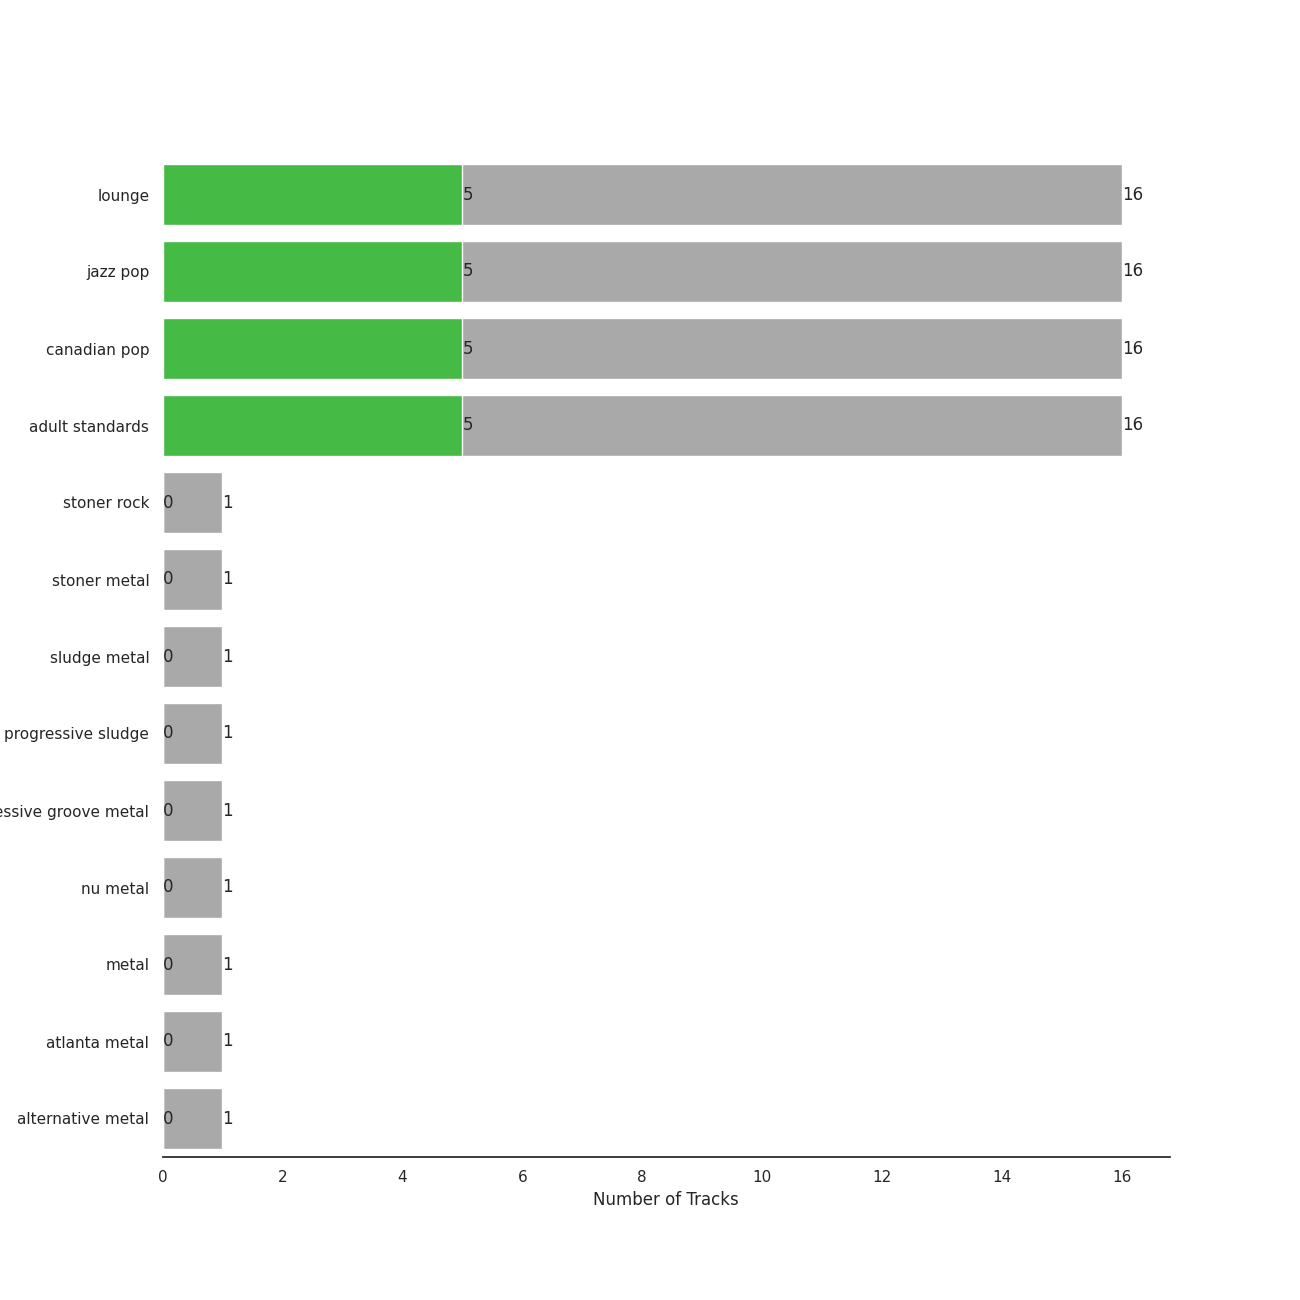 lounge 5 16
jazz pop 5 16
canadian pop 5 16
adult standards 5 16
stoner rock 0 1
stoner metal 0 1
sludge metal 0 1
progressive sludge 0 1
groove metal 0 1
nu metal 0 1
metal 0 1
atlanta metal 0 1
alternative metal 0 1
0 2 4 6 8 10 12 14 16
Number of Tracks